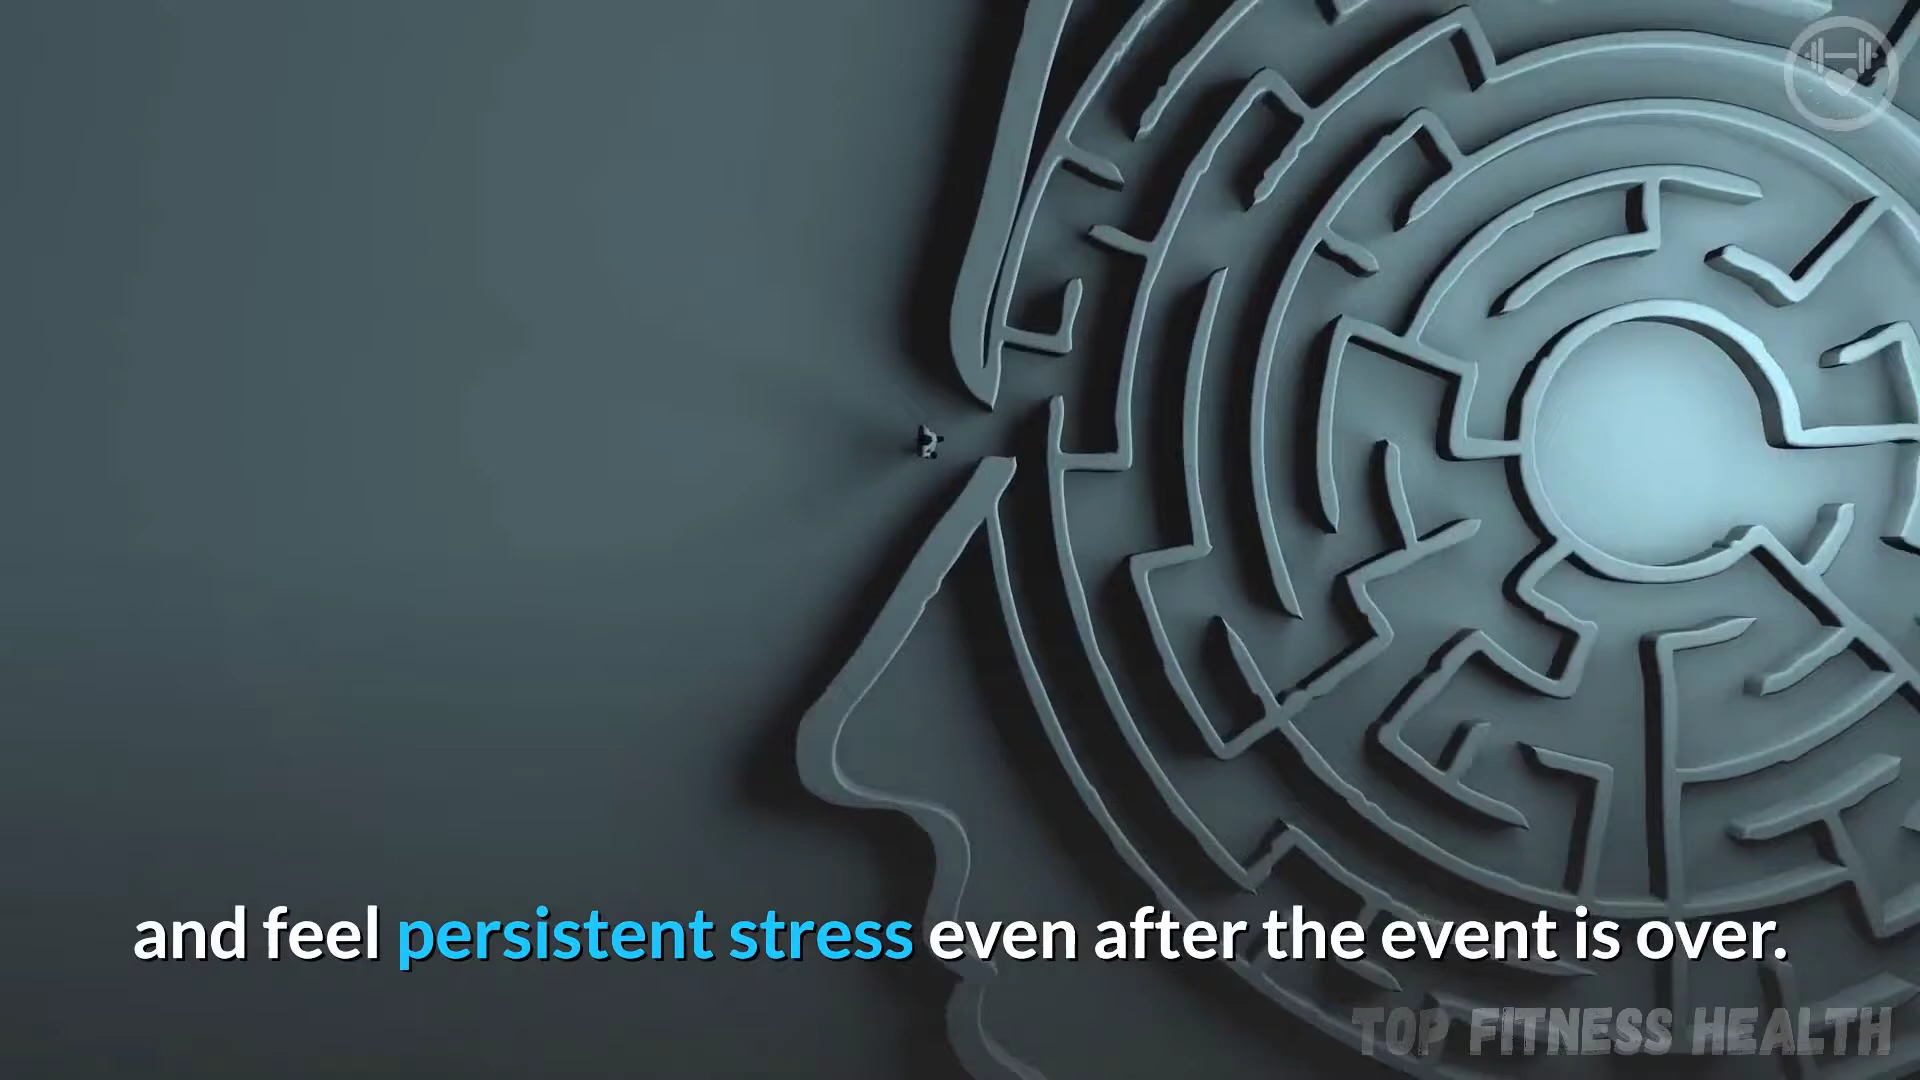 and feel persistent stress even after the event is over.
TOP FITNESS HEALTH